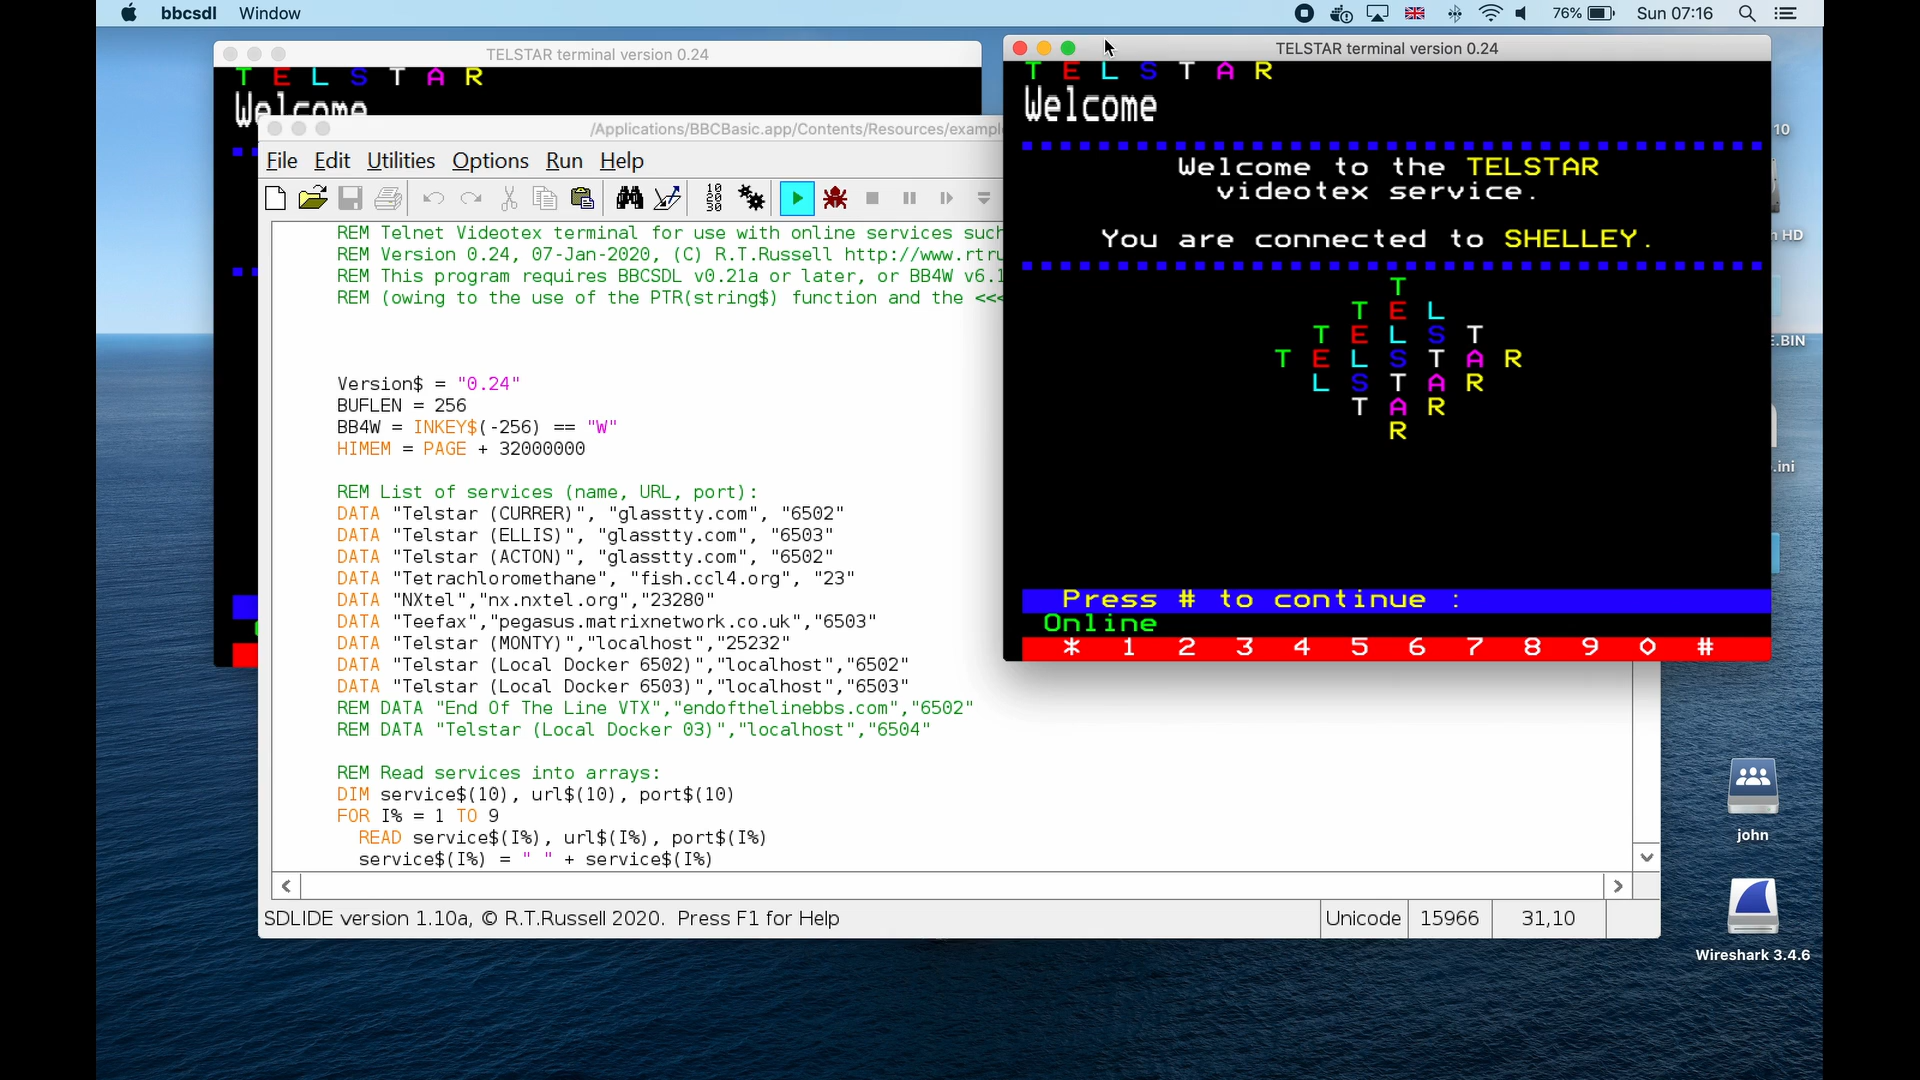 bbcsdl Window
76% Sun 07:16
TELSTAR terminal version 0.24
T E L S T A R
Welcome
/Applications/BBCBasic.app/Contents/Resources/exampl
File Edit Utilities Options Run Help
10
20
30
REM Telnet Videotex terminal for use with online services such
REM Version 0.24, 07-Jan-2020, (C) R.T.Russell http://www.rtru
REM This program requires BBCSDL v0.21a or later, or BB4W v6.1
REM (owing to the use of the PTR(string$) function and the <<<
Version$ = "0.24"
BUFLEN = 256
BB4W = INKEY$(-256) == "W"
HIMEM = PAGE + 32000000
REM List of services (name, URL, port):
DATA "Telstar (CURRER)", "glasstty.com", "6502"
DATA "Telstar (ELLIS)", "glasstty.com", "6503"
DATA "Telstar (ACTON)", "glasstty.com", "6502"
DATA "Tetrachloromethane", "fish.ccl4.org", "23"
DATA "NXtel","nx.nxtel.org","23280"
DATA "Teefax","pegasus.matrixnetwork.co.uk","6503"
DATA "Telstar (MONTY)","localhost","25232"
DATA "Telstar (Local Docker 6502)","localhost","6502"
DATA "Telstar (Local Docker 6503)","localhost","6503"
REM DATA "End Of The Line VTX","endofthelinebbs.com","6502"
REM DATA "Telstar (Local Docker 03)","localhost","6504"
REM Read services into arrays:
DIM service$(10), url$(10), port$(10)
FOR I% = 1 TO 9
READ service$(I%), url$(I%), port$(I%)
service$(I%) = " " + service$(I%)
SDLIDE version 1.10a, © R.T.Russell 2020. Press F1 for Help
Unicode 15966 31,10
TELSTAR terminal version 0.24
T E L S T A R
Welcome
Welcome to the TELSTAR
videotex service.
You are connected to SHELLEY.
T
T E L
T E L S T
T E L S T A R
L S T A R
T A R
R
Press # to continue :
Online
* 1 2 3 4 5 6 7 8 9 0 #
10
HD
.BIN
.ini
john
Wireshark 3.4.6